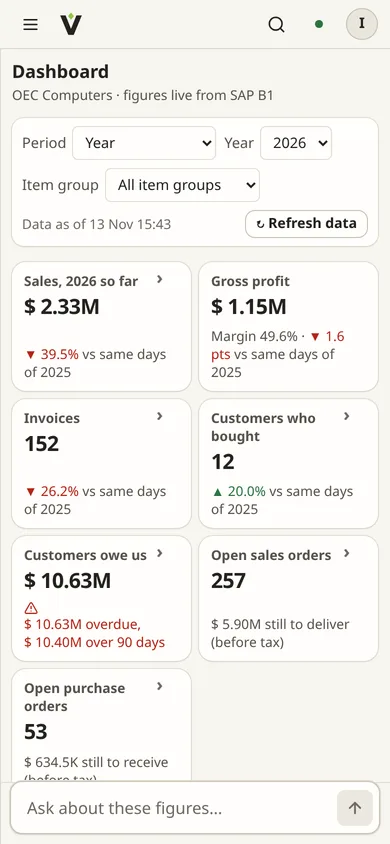 I
Dashboard
OEC Computers · figures live from SAP B1
Period Year Year 2026
Item group All item groups
Data as of 13 Nov 15:43 ↻ Refresh data
Sales, 2026 so far ›
$ 2.33M
▼ 39.5% vs same days
of 2025
Gross profit
$ 1.15M
Margin 49.6% · ▼ 1.6
pts vs same days of
2025
Invoices ›
152
▼ 26.2% vs same days
of 2025
Customers who ›
bought
12
▲ 20.0% vs same days
of 2025
Customers owe us ›
$ 10.63M
⚠
$ 10.63M overdue,
$ 10.40M over 90 days
Open sales orders ›
257
$ 5.90M still to deliver
(before tax)
Open purchase ›
orders
53
$ 634.5K still to receive
(before tax)
Ask about these figures...